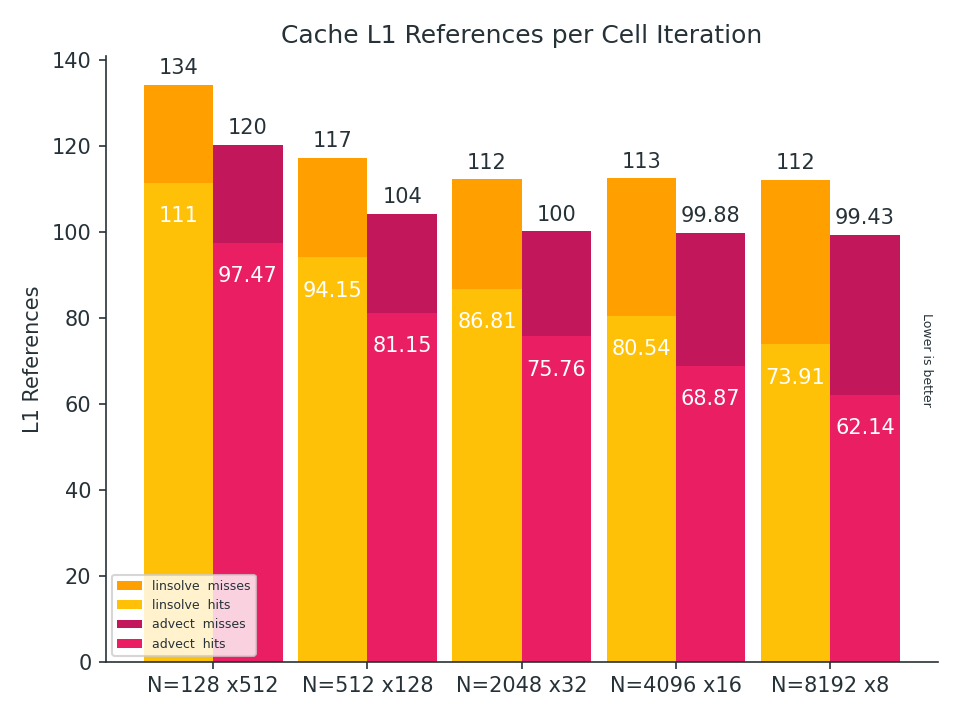 Cache L1 References per Cell Iteration
L1 References
140
120
100
80
60
40
20
0
134
120
117
104
112
100
113
99.88
112
99.43
111
97.47
94.15
81.15
86.81
75.76
80.54
68.87
73.91
62.14
Lower is better
linsolve misses
linsolve hits
advect misses
advect hits
N=128 x512
N=512 x128
N=2048 x32
N=4096 x16
N=8192 x8